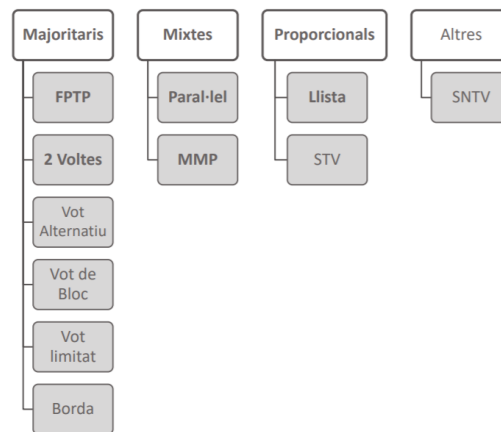 Majoritaris
FPTP
2 Voltes
Vot
Alternatiu
Vot de
Bloc
Vot
limitat
Borda
Mixtes
Paral·lel
MMP
Proporcionals
Llista
STV
Altres
SNTV